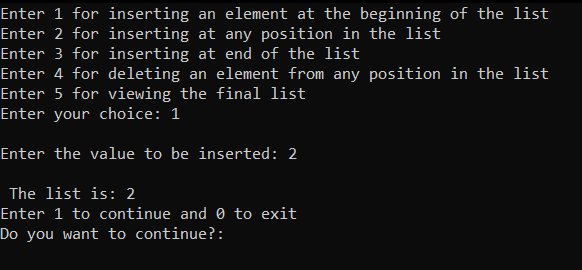 Enter 1 for inserting an element at the beginning of the list
Enter 2 for inserting at any position in the list
Enter 3 for inserting at end of the list
Enter 4 for deleting an element from any position in the list
Enter 5 for viewing the final list
Enter your choice: 1
Enter the value to be inserted: 2
The list is: 2
Enter 1 to continue and 0 to exit
Do you want to continue?: